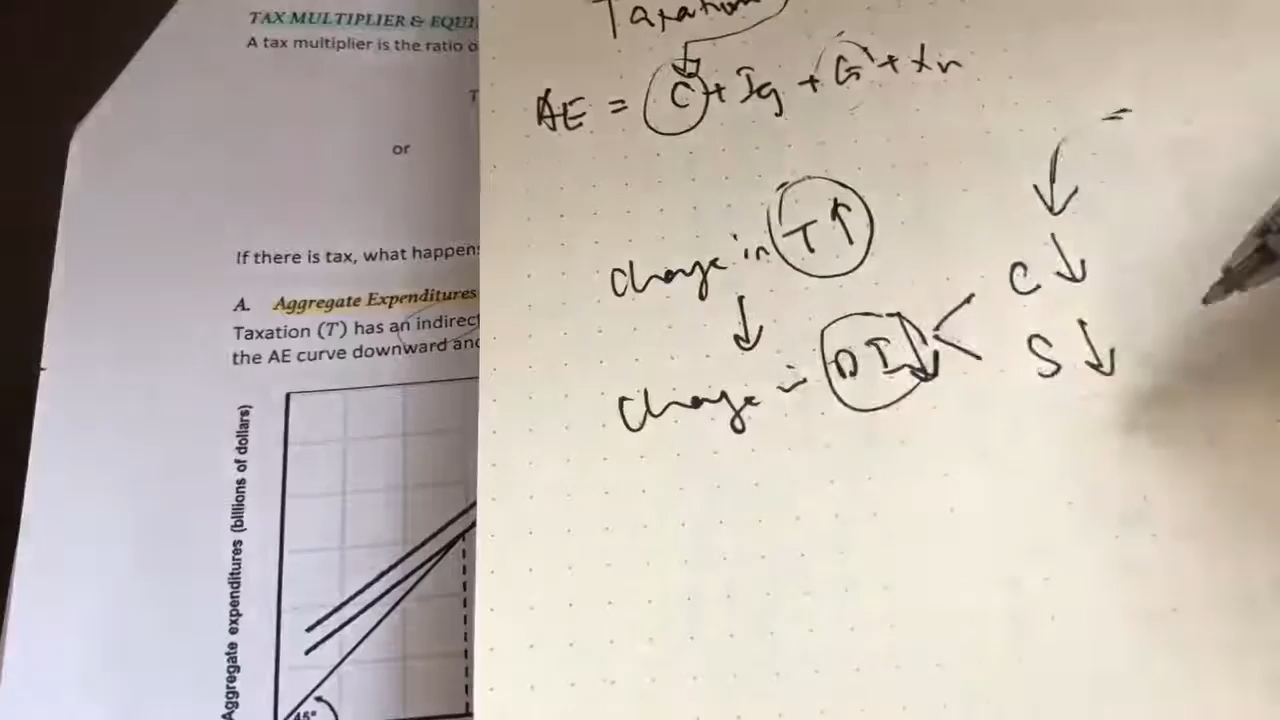 TAX MULTIPLIER & EQUI
A tax multiplier is the ratio o
T
or
If there is tax, what happens
A. Aggregate Expenditures
Taxation (T) has an indirect
the AE curve downward and
Aggregate expenditures (billions of dollars)
45°
Taxation
AE = C + Ig + G + Xn
Change in T ↑
↓
Change in DI ↓
↓
C ↓
S ↓